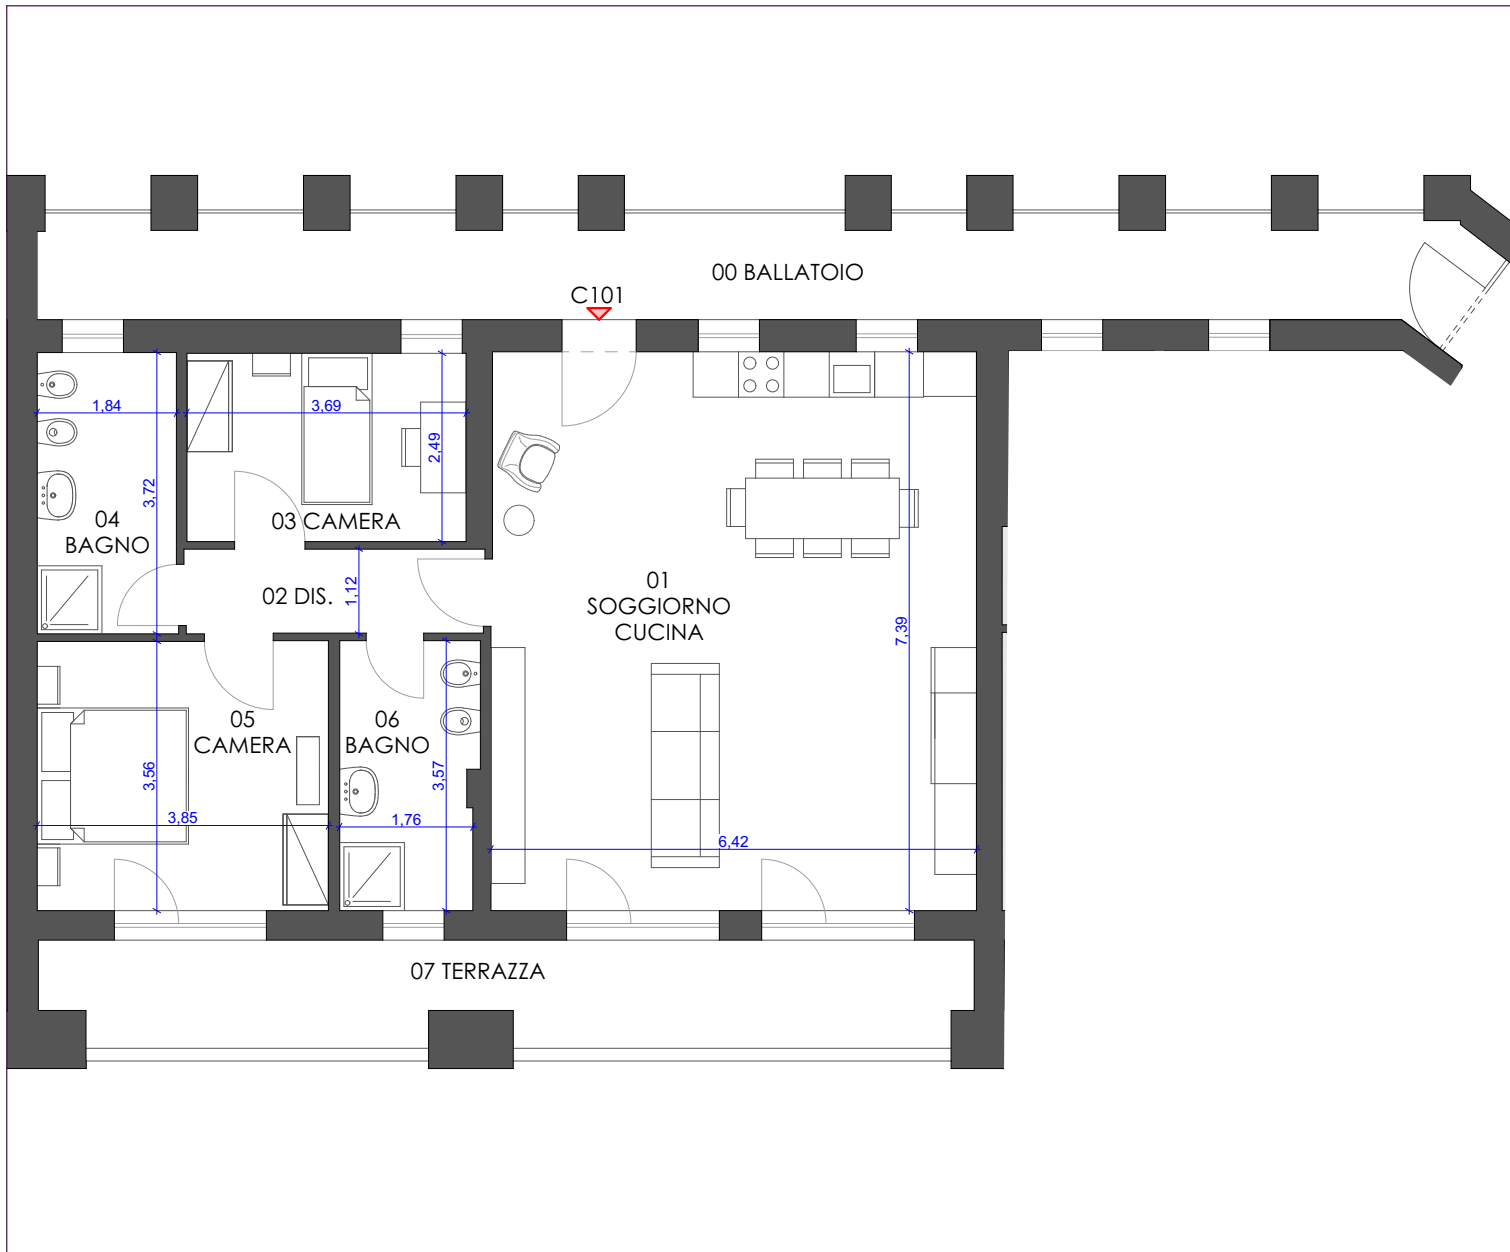 00 BALLATOIO
C101
1,84
3,69
2,49
3,72
04
BAGNO
03 CAMERA
02 DIS.
1,12
01
SOGGIORNO
CUCINA
7,39
05
CAMERA
06
BAGNO
3,56
3,57
3,85
1,76
6,42
07 TERRAZZA